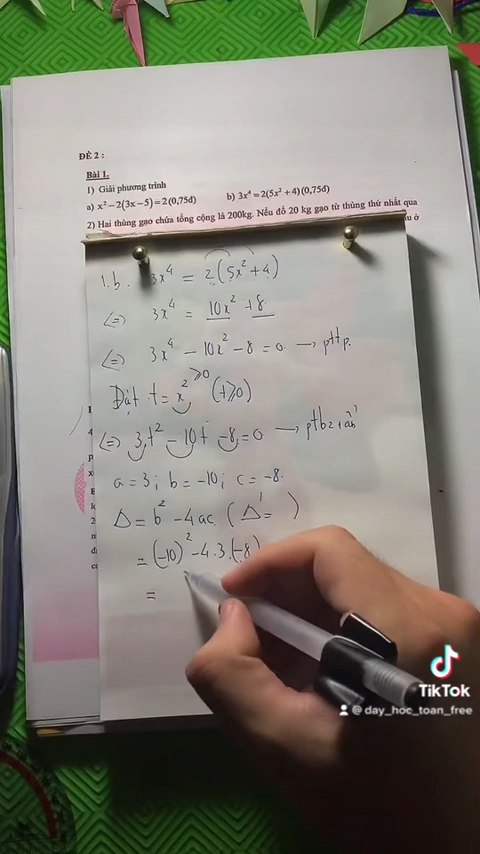 ĐỀ 2 :
Bài 1.
1) Giải phương trình
a) x² – 2(3x – 5) = 2 (0,75đ) b) 3x⁴ = 2(5x² + 4) (0,75đ)
2) Hai thùng gạo chứa tổng cộng là 200kg. Nếu đổ 20 kg gạo từ thùng thứ nhất qua
1.b. 3x⁴ = 2(5x² + 4)
(=) 3x⁴ = 10x² + 8
(=) 3x⁴ - 10x² - 8 = 0 → pttp.
Đặt t = x² ≥0 (t≥0)
(=) 3t² - 10t - 8 = 0 → ptb2 1 ẩn
a = 3; b = -10; c = -8.
Δ = b² - 4ac. (Δ' = )
= (-10)² - 4.3.(-8)
=
TikTok
@ day_hoc_toan_free